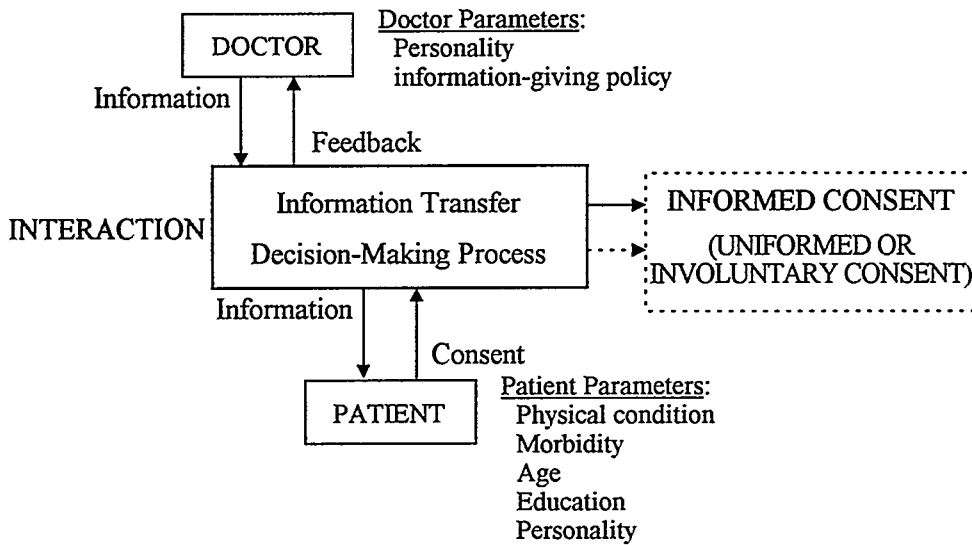 DOCTOR
Doctor Parameters:
Personality
information-giving policy
Information
Feedback
INTERACTION
Information Transfer
Decision-Making Process
INFORMED CONSENT
(UNIFORMED OR
INVOLUNTARY CONSENT)
Information
Consent
PATIENT
Patient Parameters:
Physical condition
Morbidity
Age
Education
Personality